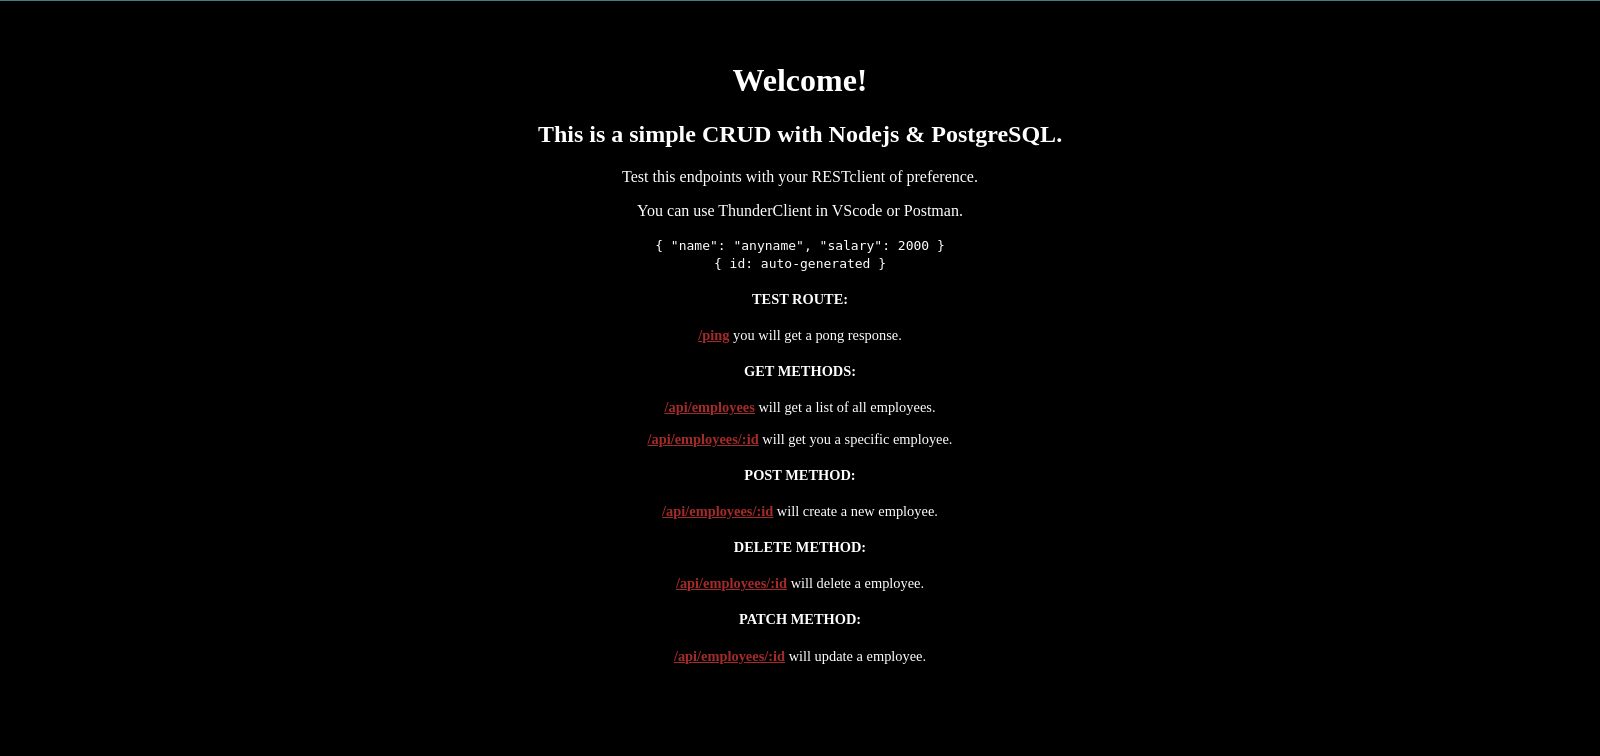 Welcome!
This is a simple CRUD with Nodejs & PostgreSQL.
Test this endpoints with your RESTclient of preference.
You can use ThunderClient in VScode or Postman.
{ "name": "anyname", "salary": 2000 }
{ id: auto-generated }
TEST ROUTE:
/ping you will get a pong response.
GET METHODS:
/api/employees will get a list of all employees.
/api/employees/:id will get you a specific employee.
POST METHOD:
/api/employees/:id will create a new employee.
DELETE METHOD:
/api/employees/:id will delete a employee.
PATCH METHOD:
/api/employees/:id will update a employee.